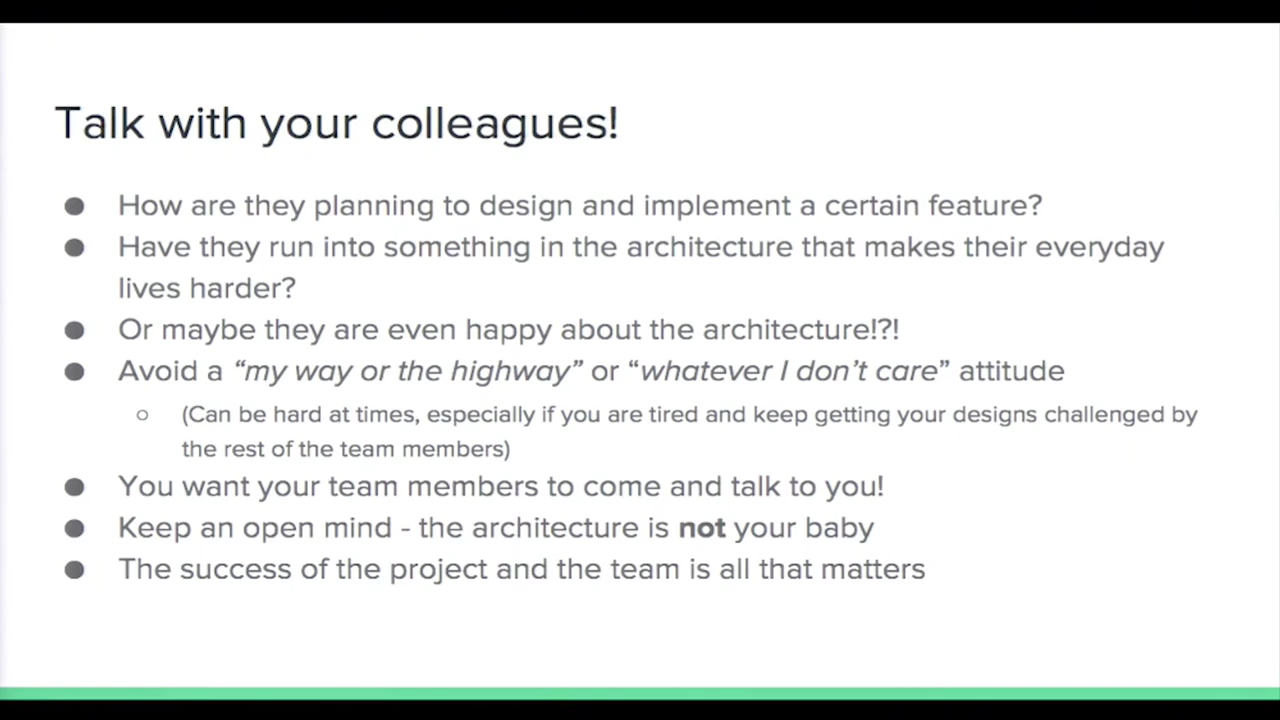 Talk with your colleagues!
● How are they planning to design and implement a certain feature?
● Have they run into something in the architecture that makes their everyday
lives harder?
● Or maybe they are even happy about the architecture!?!
● Avoid a “my way or the highway” or “whatever I don’t care” attitude
○ (Can be hard at times, especially if you are tired and keep getting your designs challenged by
the rest of the team members)
● You want your team members to come and talk to you!
● Keep an open mind - the architecture is not your baby
● The success of the project and the team is all that matters